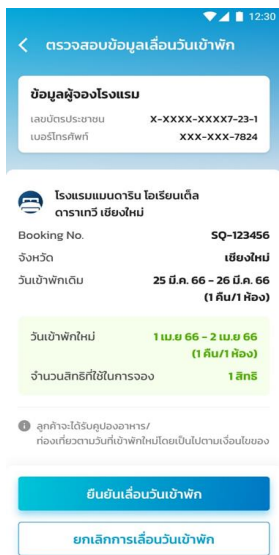 12:30
ตรวจสอบข้อมูลเลื่อนวันเข้าพัก
ข้อมูลผู้จองโรงแรม
เลขบัตรประชาชน X-XXXX-XXXX7-23-1
เบอร์โทรศัพท์ XXX-XXX-7824
โรงแรมแมนดาริน โอเรียนเต็ล
ดาราเทวี เชียงใหม่
Booking No. SQ-123456
จังหวัด เชียงใหม่
วันเข้าพักเดิม 25 มี.ค. 66 - 26 มี.ค. 66
(1 คืน/1 ห้อง)
วันเข้าพักใหม่ 1 เม.ย 66 - 2 เม.ย 66
(1 คืน/1 ห้อง)
จำนวนสิทธิที่ใช้ในการจอง 1 สิทธิ
ลูกค้าจะได้รับคูปองอาหาร/
ท่องเที่ยวตามวันที่เข้าพักใหม่โดยเป็นไปตามเงื่อนไขของ
ยืนยันเลื่อนวันเข้าพัก
ยกเลิกการเลื่อนวันเข้าพัก